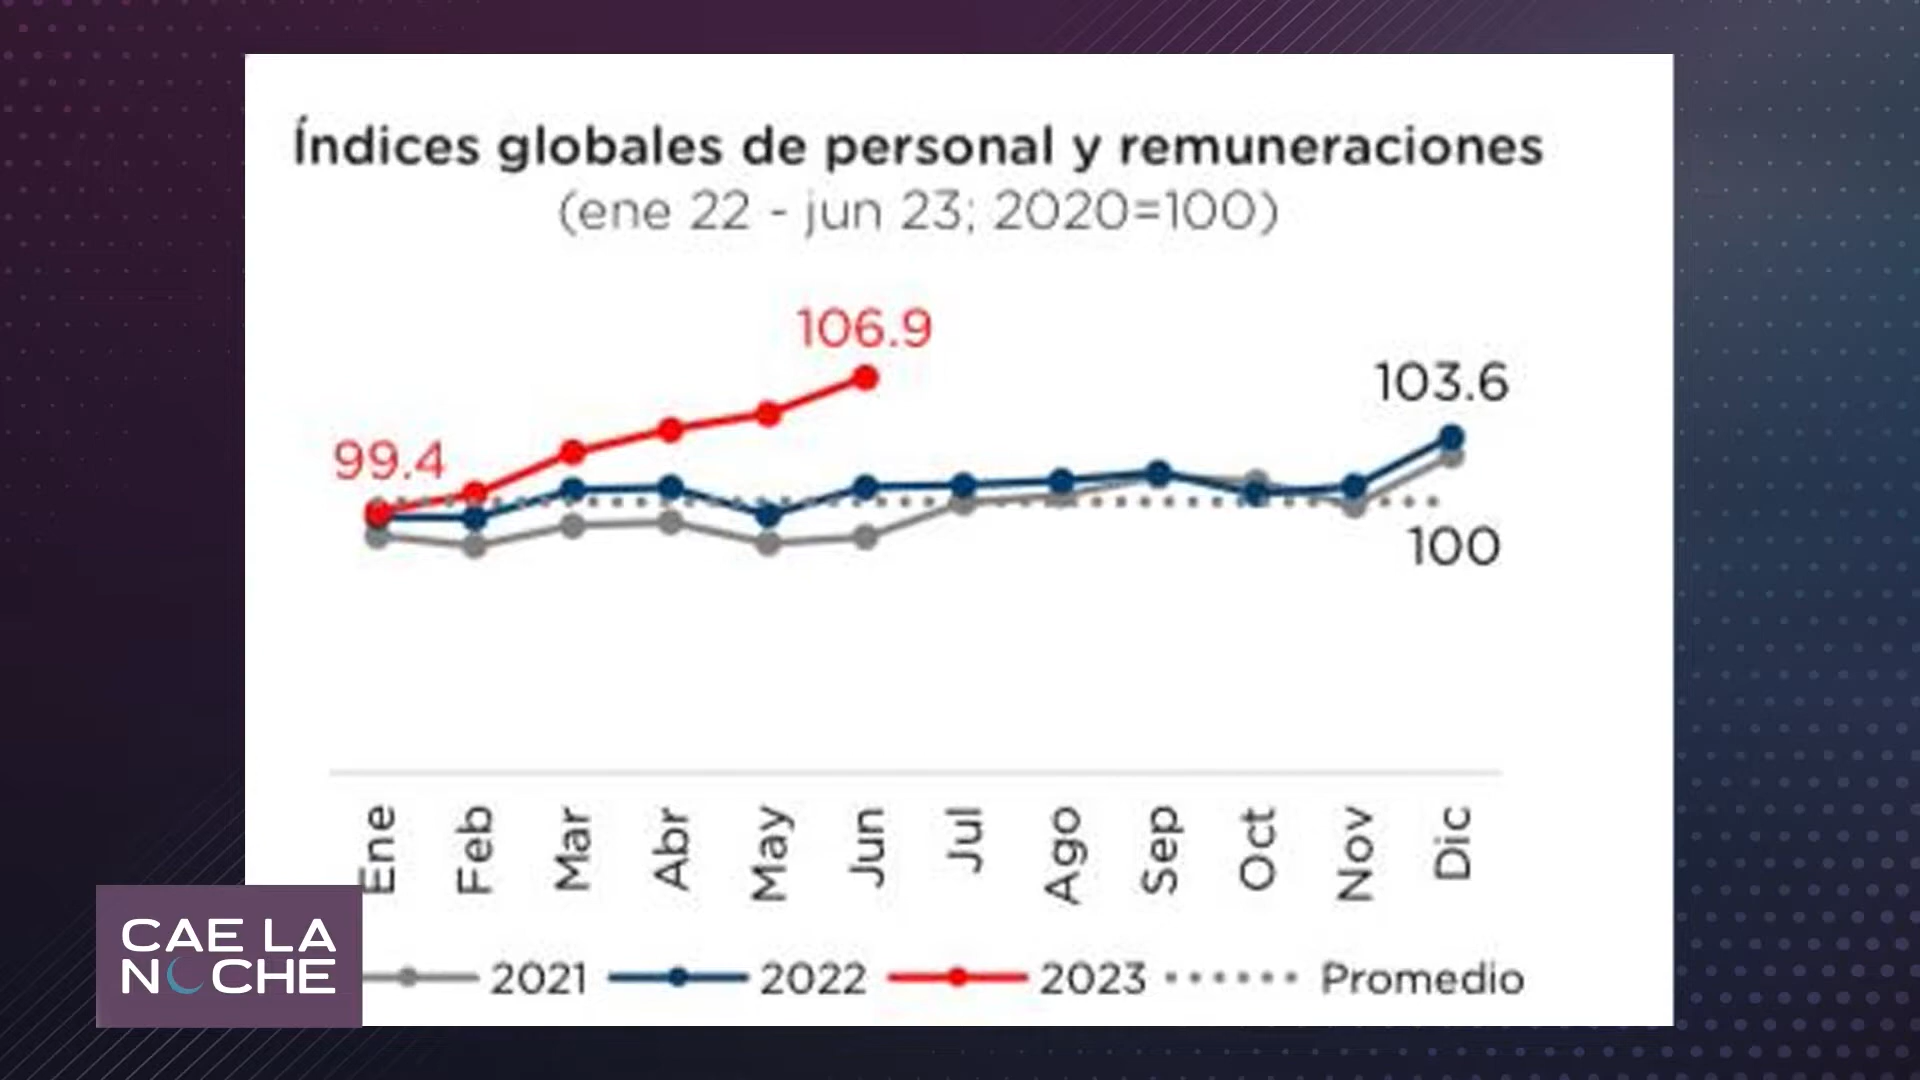 Índices globales de personal y remuneraciones
(ene 22 - jun 23; 2020=100)
106.9
103.6
99.4
100
Ene
Feb
Mar
Abr
May
Jun
Jul
Ago
Sep
Oct
Nov
Dic
2021
2022
2023
Promedio
CAE LA
NOCHE